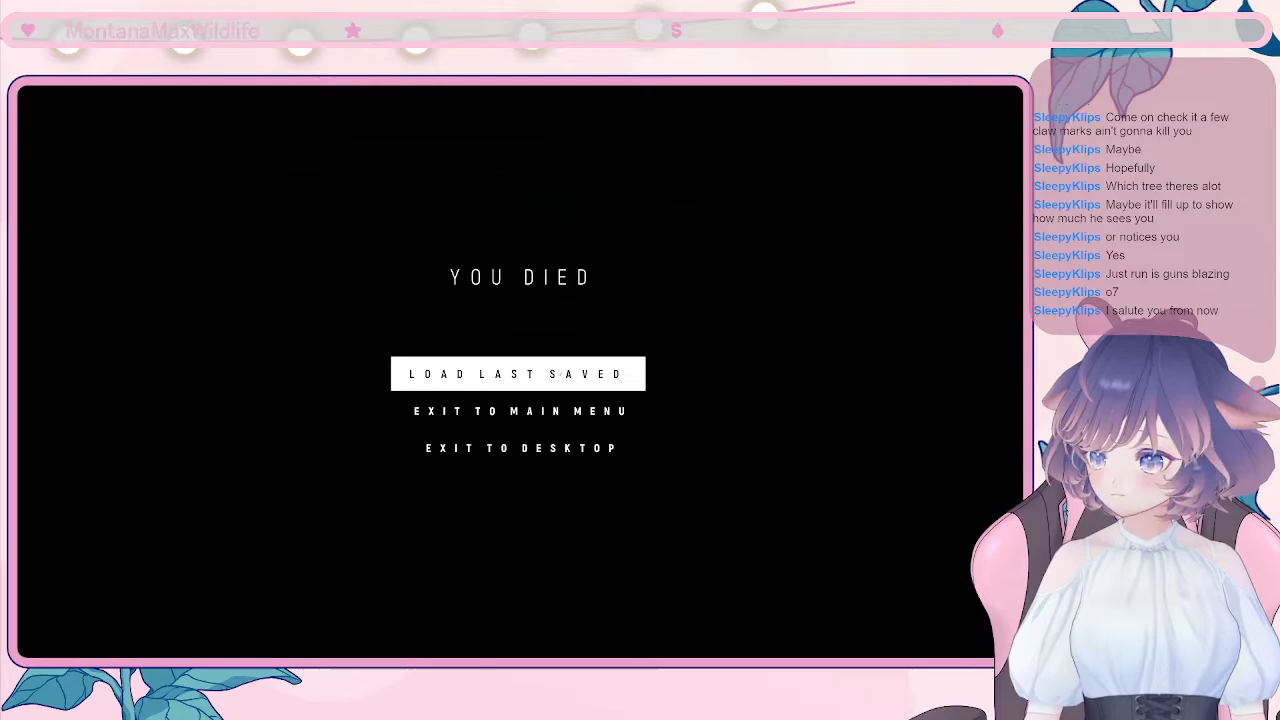 MontanaMaxWildlife
$
YOU DIED
LOAD LAST SAVED
EXIT TO MAIN MENU
EXIT TO DESKTOP
SleepyKlips Come on check it a few
claw marks ain't gonna kill you
SleepyKlips Maybe
SleepyKlips Hopefully
SleepyKlips Which tree theres alot
SleepyKlips Maybe it'll fill up to show
how much he sees you
SleepyKlips or notices you
SleepyKlips Yes
SleepyKlips Just run is guns blazing
SleepyKlips o7
SleepyKlips I salute you from now